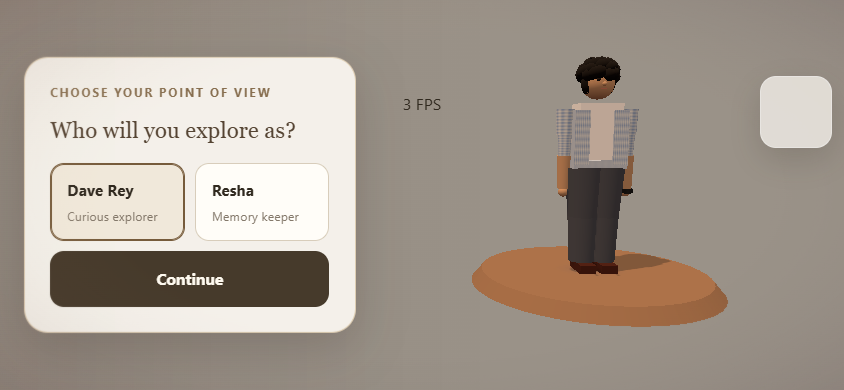 CHOOSE YOUR POINT OF VIEW
Who will you explore as?
Dave Rey
Curious explorer
Resha
Memory keeper
Continue
3 FPS